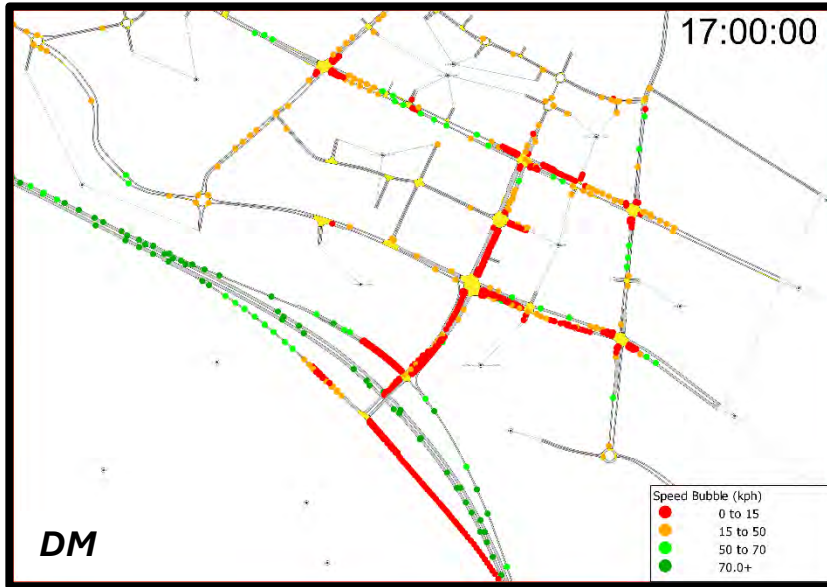 17:00:00
Speed Bubble (kph)
0 to 15
15 to 50
50 to 70
70.0+
DM